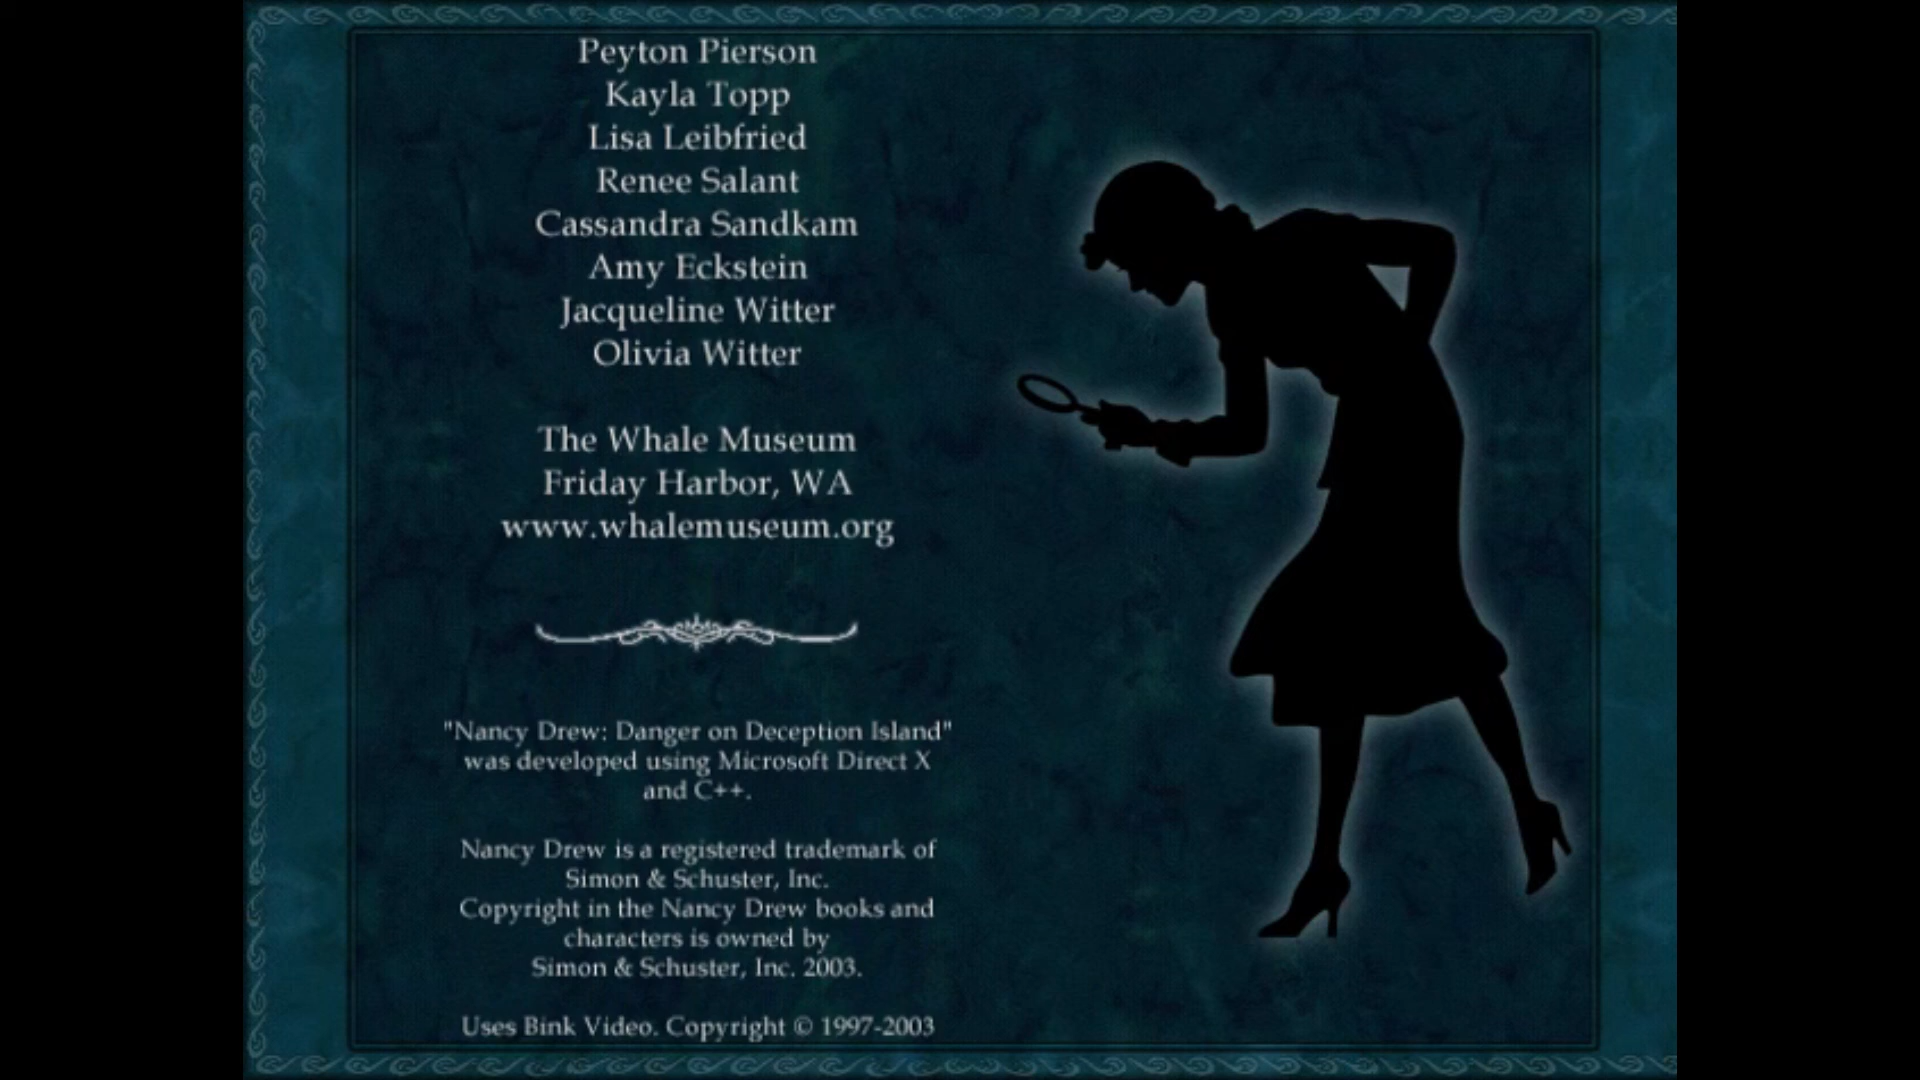 Peyton Pierson
Kayla Topp
Lisa Leibfried
Renee Salant
Cassandra Sandkam
Amy Eckstein
Jacqueline Witter
Olivia Witter
The Whale Museum
Friday Harbor, WA
www.whalemuseum.org
"Nancy Drew: Danger on Deception Island"
was developed using Microsoft Direct X
and C++.
Nancy Drew is a registered trademark of
Simon & Schuster, Inc.
Copyright in the Nancy Drew books and
characters is owned by
Simon & Schuster, Inc. 2003.
Uses Bink Video. Copyright © 1997-2003